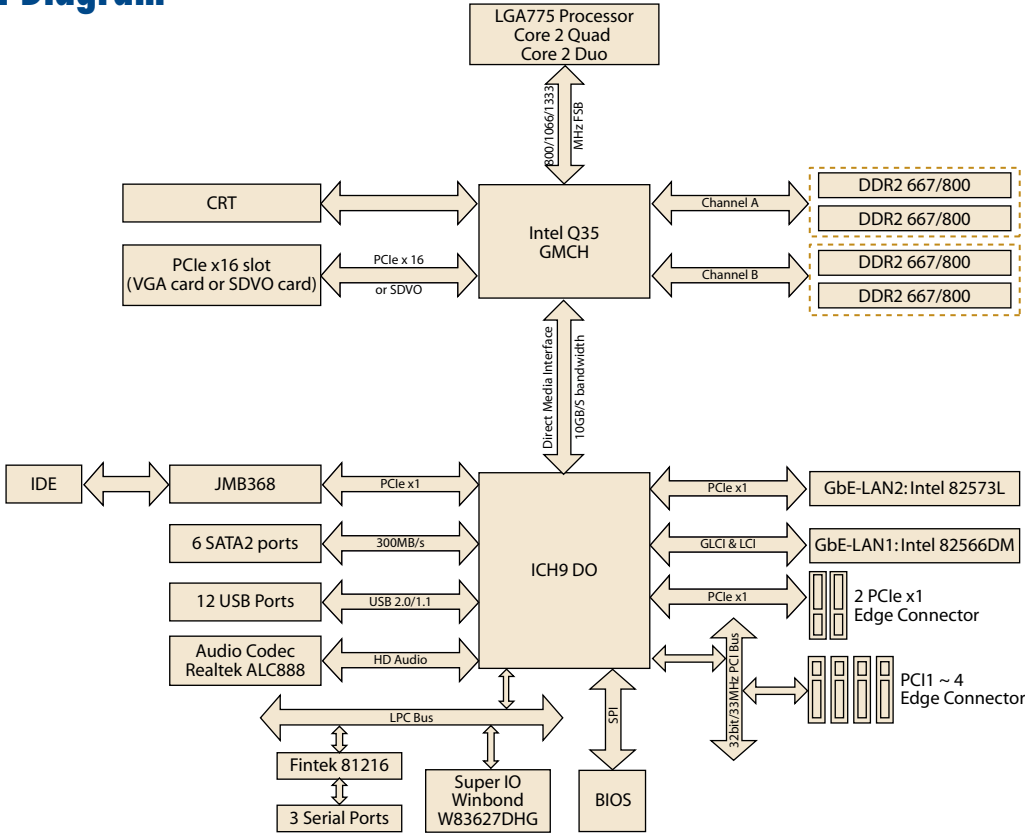 Diagram
LGA775 Processor
Core 2 Quad
Core 2 Duo
800/1066/1333
MHz FSB
CRT
PCIe x16 slot
(VGA card or SDVO card)
PCIe x 16
or SDVO
Intel Q35
GMCH
Channel A
Channel B
DDR2 667/800
DDR2 667/800
DDR2 667/800
DDR2 667/800
Direct Media Interface
10GB/S bandwidth
IDE
JMB368
PCIe x1
6 SATA2 ports
300MB/s
12 USB Ports
USB 2.0/1.1
Audio Codec
Realtek ALC888
HD Audio
ICH9 DO
PCIe x1
GbE-LAN2: Intel 82573L
GLCI & LCI
GbE-LAN1: Intel 82566DM
PCIe x1
2 PCIe x1
Edge Connector
32bit/33MHz PCI Bus
PCI1 ~ 4
Edge Connector
LPC Bus
SPI
Fintek 81216
3 Serial Ports
Super IO
Winbond
W83627DHG
BIOS